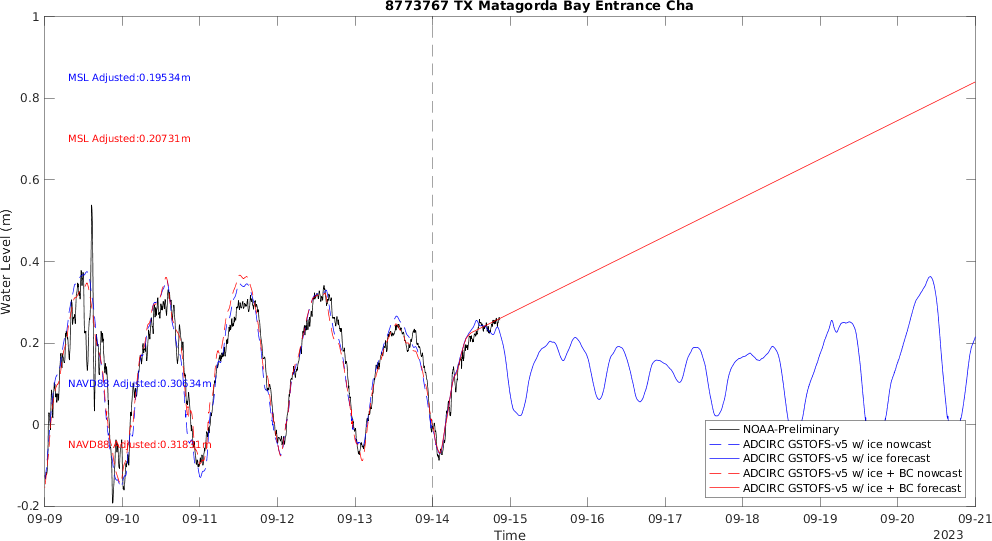 8773767 TX Matagorda Bay Entrance Cha
1
0.8
0.6
0.4
0.2
0
-0.2
Water Level (m)
MSL Adjusted:0.19534m
MSL Adjusted:0.20731m
NAVD88 Adjusted:0.30634m
NAVD88 Adjusted:0.31831m
NOAA-Preliminary
ADCIRC GSTOFS-v5 w/ ice nowcast
ADCIRC GSTOFS-v5 w/ ice forecast
ADCIRC GSTOFS-v5 w/ ice + BC nowcast
ADCIRC GSTOFS-v5 w/ ice + BC forecast
09-09 09-10 09-11 09-12 09-13 09-14 09-15 09-16 09-17 09-18 09-19 09-20 09-21
Time
2023